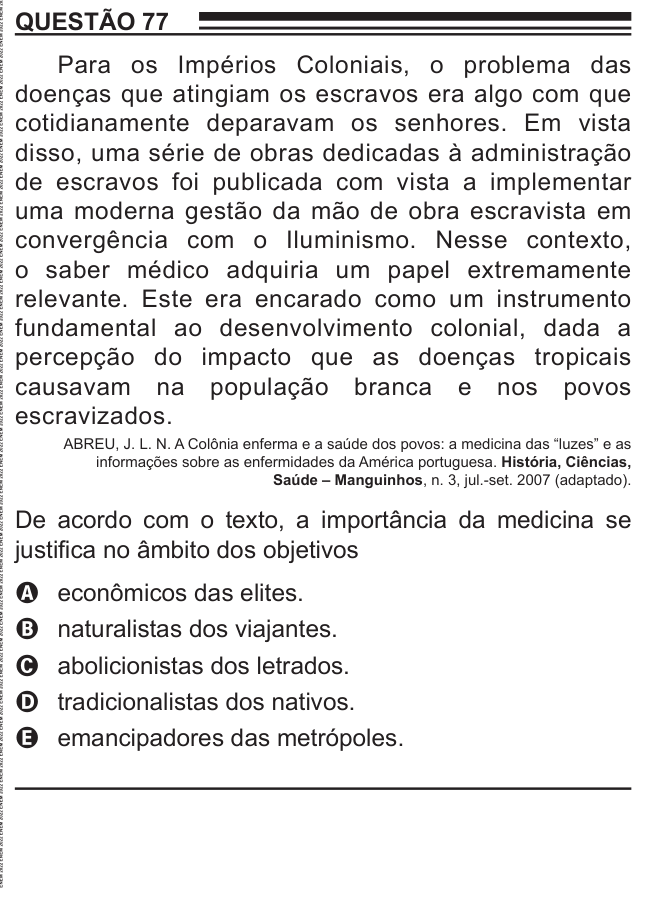 QUESTÃO 77
Para os Impérios Coloniais, o problema das
doenças que atingiam os escravos era algo com que
cotidianamente deparavam os senhores. Em vista
disso, uma série de obras dedicadas à administração
de escravos foi publicada com vista a implementar
uma moderna gestão da mão de obra escravista em
convergência com o Iluminismo. Nesse contexto,
o saber médico adquiria um papel extremamente
relevante. Este era encarado como um instrumento
fundamental ao desenvolvimento colonial, dada a
percepção do impacto que as doenças tropicais
causavam na população branca e nos povos
escravizados.
ABREU, J. L. N. A Colônia enferma e a saúde dos povos: a medicina das “luzes” e as
informações sobre as enfermidades da América portuguesa. História, Ciências,
Saúde – Manguinhos, n. 3, jul.-set. 2007 (adaptado).
De acordo com o texto, a importância da medicina se
justifica no âmbito dos objetivos
A econômicos das elites.
B naturalistas dos viajantes.
C abolicionistas dos letrados.
D tradicionalistas dos nativos.
E emancipadores das metrópoles.